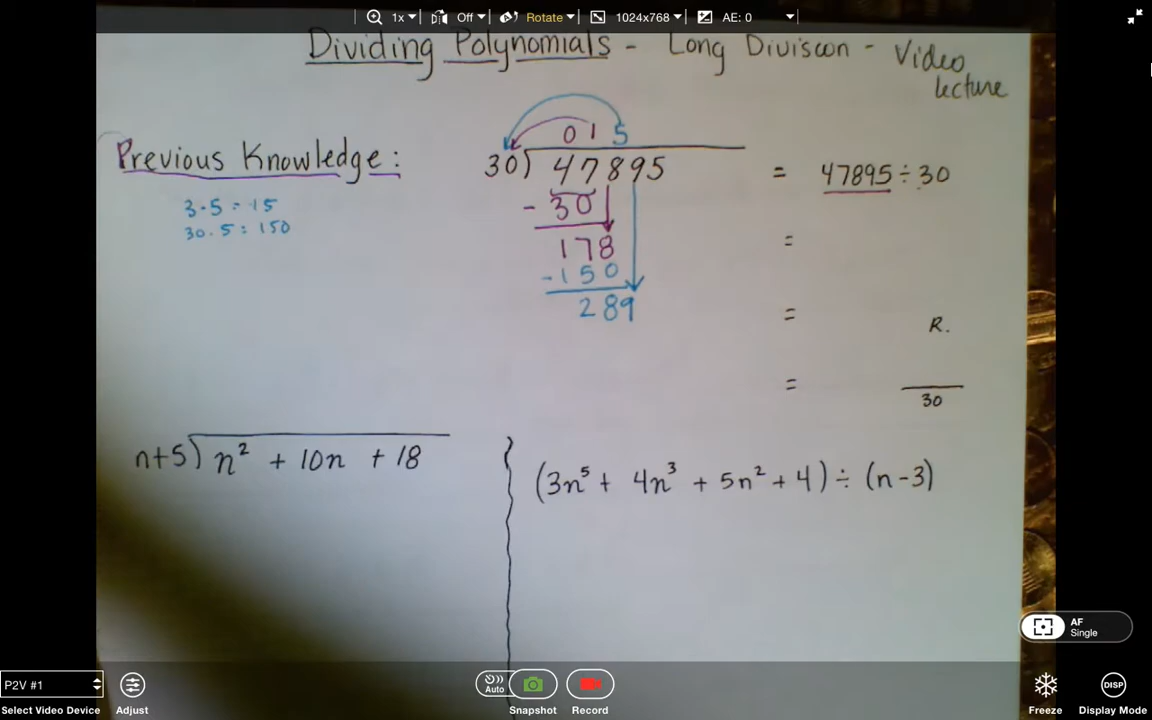 1x Off Rotate 1024x768 AE: 0
Dividing Polynomials - Long Division - Video lecture
Previous Knowledge:
3·5=15
30·5=150
0 1 5
30) 47895 = 47895 ÷ 30
- 30
178 =
-150
289 = R.
= 
30
n+5) n² + 10n + 18
(3n⁵ + 4n³ + 5n² + 4) ÷ (n-3)
AF
Single
P2V #1
Auto
DISP
Select Video Device Adjust Snapshot Record Freeze Display Mode